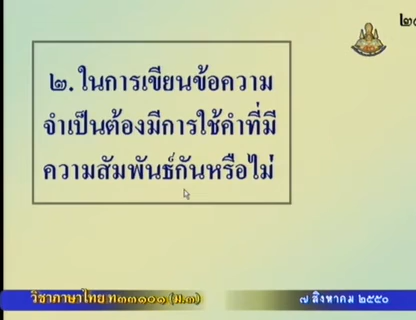 ๒. ในการเขียนข้อความ
จำเป็นต้องมีการใช้คำที่มี
ความสัมพันธ์กันหรือไม่
วิชาภาษาไทย ท๓๓๑๐๑ (ม.๓)
๗ สิงหาคม ๒๕๕๐